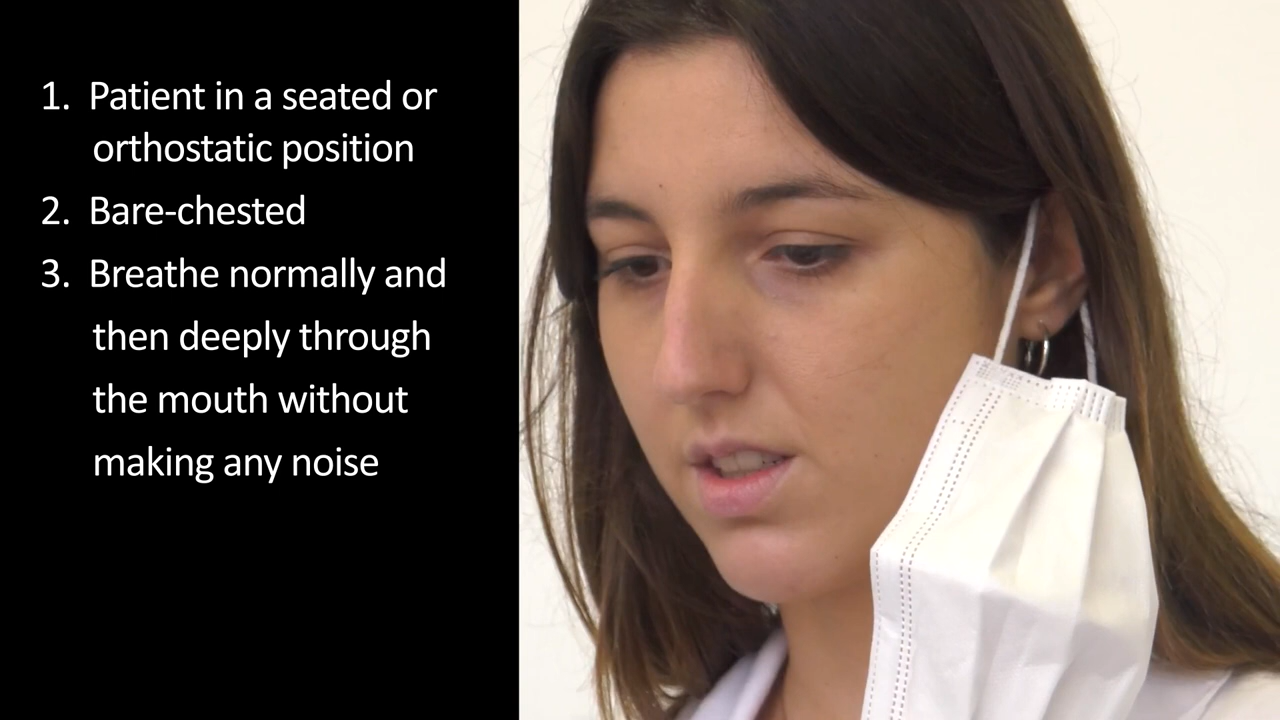 1. Patient in a seated or
orthostatic position
2. Bare-chested
3. Breathe normally and
then deeply through
the mouth without
making any noise